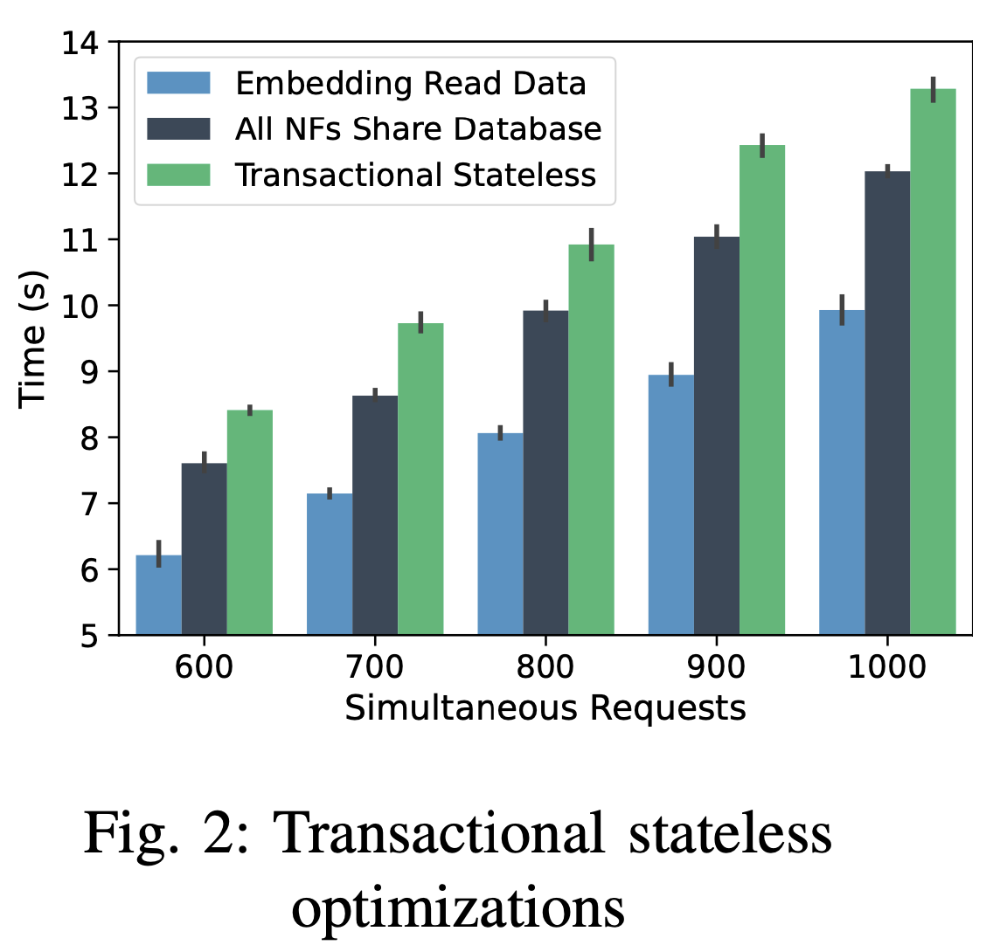 14
13
12
11
10
9
8
7
6
5
Time (s)
Embedding Read Data
All NFs Share Database
Transactional Stateless
600 700 800 900 1000
Simultaneous Requests
Fig. 2: Transactional stateless
optimizations